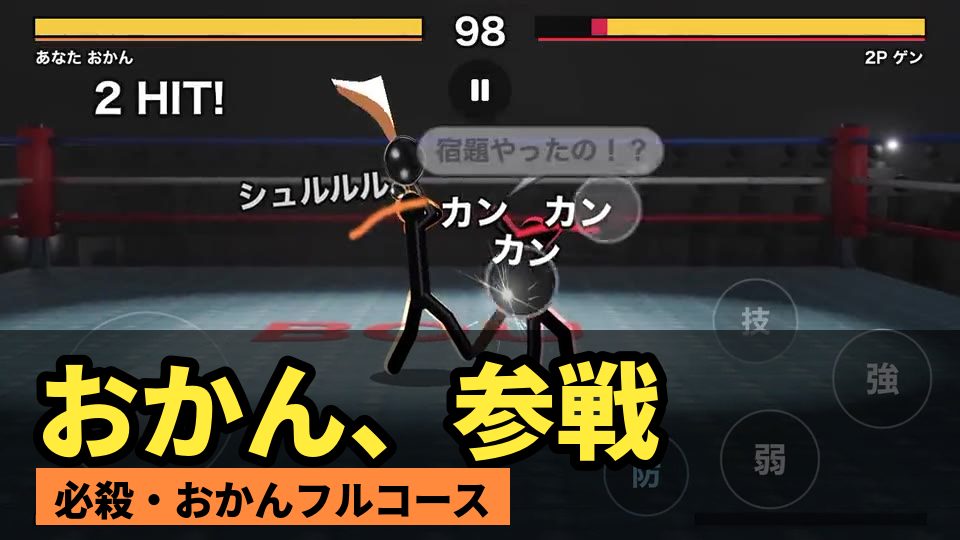 98
あなた おかん
2P ゲン
2 HIT!
宿題やったの！？
シュルルル
カン カン
カン
技
強
弱
防
おかん、参戦
必殺・おかんフルコース